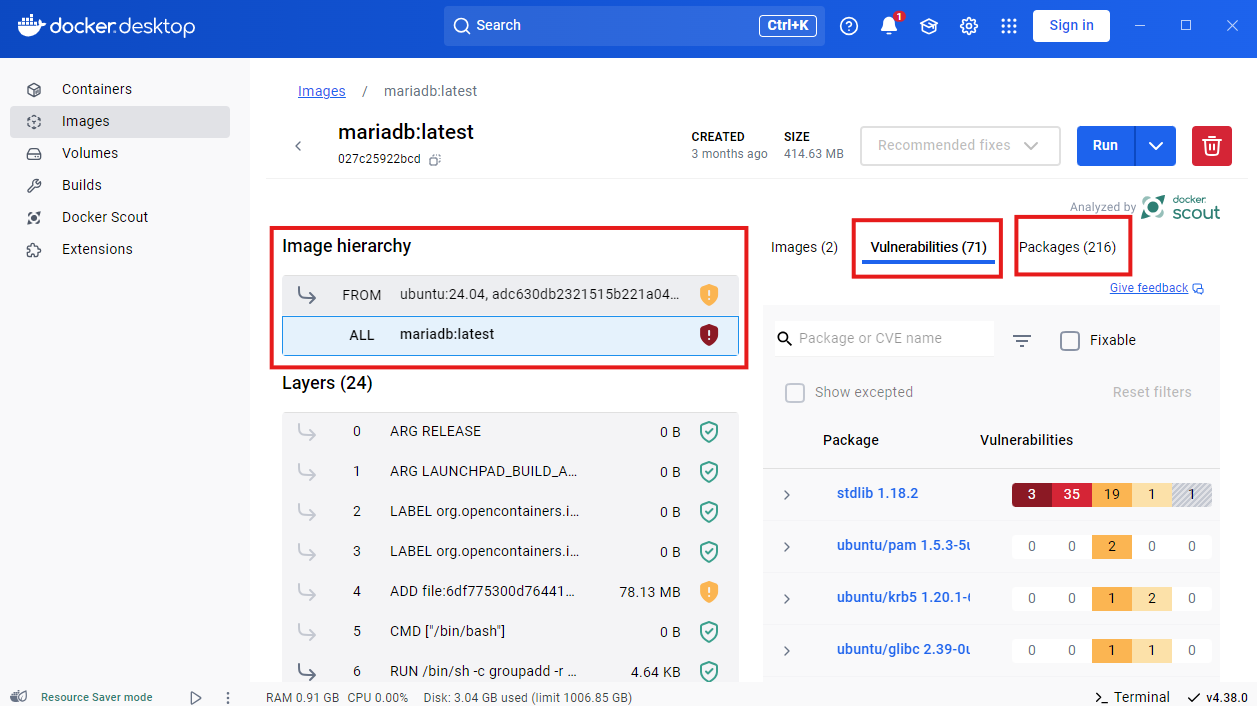 docker.desktop
Search
Ctrl+K
1
Sign in
Containers
Images
Volumes
Builds
Docker Scout
Extensions
Images / mariadb:latest
mariadb:latest
027c25922bcd
CREATED
3 months ago
SIZE
414.63 MB
Recommended fixes
Run
Analyzed by docker. scout
Image hierarchy
FROM ubuntu:24.04, adc630db2321515b221a04...
ALL mariadb:latest
Layers (24)
0 ARG RELEASE 0 B
1 ARG LAUNCHPAD_BUILD_A... 0 B
2 LABEL org.opencontainers.i... 0 B
3 LABEL org.opencontainers.i... 0 B
4 ADD file:6df775300d76441... 78.13 MB
5 CMD ["/bin/bash"] 0 B
6 RUN /bin/sh -c groupadd -r ... 4.64 KB
Images (2)
Vulnerabilities (71)
Packages (216)
Give feedback
Package or CVE name
Fixable
Show excepted
Reset filters
Package Vulnerabilities
stdlib 1.18.2 3 35 19 1 1
ubuntu/pam 1.5.3-5u 0 0 2 0 0
ubuntu/krb5 1.20.1- 0 0 1 2 0
ubuntu/glibc 2.39-0u 0 0 1 1 0
Resource Saver mode
RAM 0.91 GB CPU 0.00% Disk: 3.04 GB used (limit 1006.85 GB)
>_ Terminal
v4.38.0